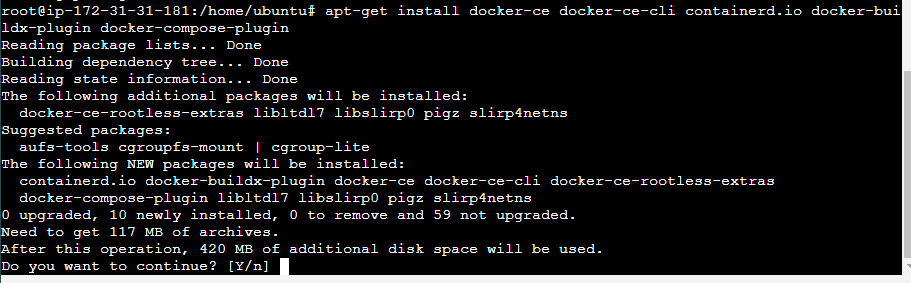 root@ip-172-31-31-181:/home/ubuntu# apt-get install docker-ce docker-ce-cli containerd.io docker-bui
ldx-plugin docker-compose-plugin
Reading package lists... Done
Building dependency tree... Done
Reading state information... Done
The following additional packages will be installed:
  docker-ce-rootless-extras libltdl7 libslirp0 pigz slirp4netns
Suggested packages:
  aufs-tools cgroupfs-mount | cgroup-lite
The following NEW packages will be installed:
  containerd.io docker-buildx-plugin docker-ce docker-ce-cli docker-ce-rootless-extras
  docker-compose-plugin libltdl7 libslirp0 pigz slirp4netns
0 upgraded, 10 newly installed, 0 to remove and 59 not upgraded.
Need to get 117 MB of archives.
After this operation, 420 MB of additional disk space will be used.
Do you want to continue? [Y/n]